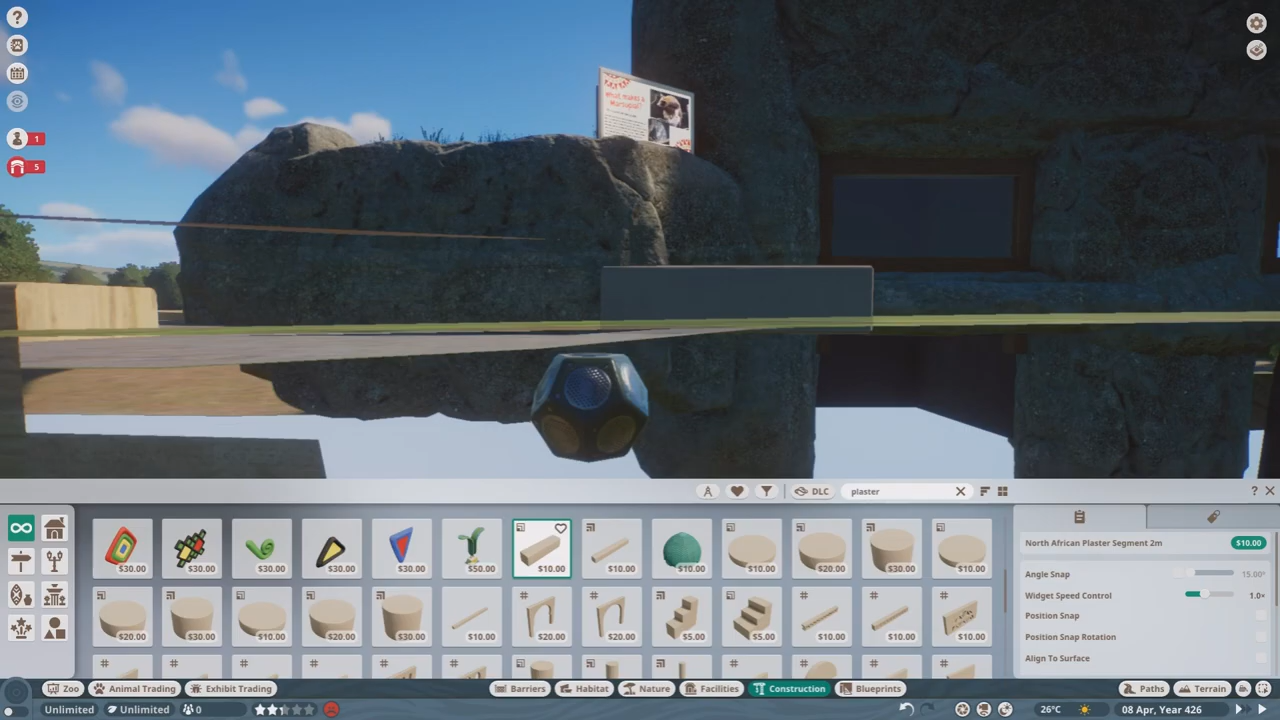 ?
1
5
What makes a
Marsupial?
DLC
plaster
?
$30.00
$30.00
$30.00
$30.00
$30.00
$50.00
$10.00
$10.00
$10.00
$10.00
$20.00
$30.00
$10.00
$20.00
$30.00
$10.00
$20.00
$30.00
$10.00
$20.00
$20.00
$5.00
$5.00
$10.00
$10.00
$10.00
North African Plaster Segment 2m
$10.00
Angle Snap
15.00°
Widget Speed Control
1.0×
Position Snap
Position Snap Rotation
Align To Surface
Zoo
Animal Trading
Exhibit Trading
Barriers
Habitat
Nature
Facilities
Construction
Blueprints
Paths
Terrain
Unlimited
Unlimited
0
26°C
08 Apr, Year 426